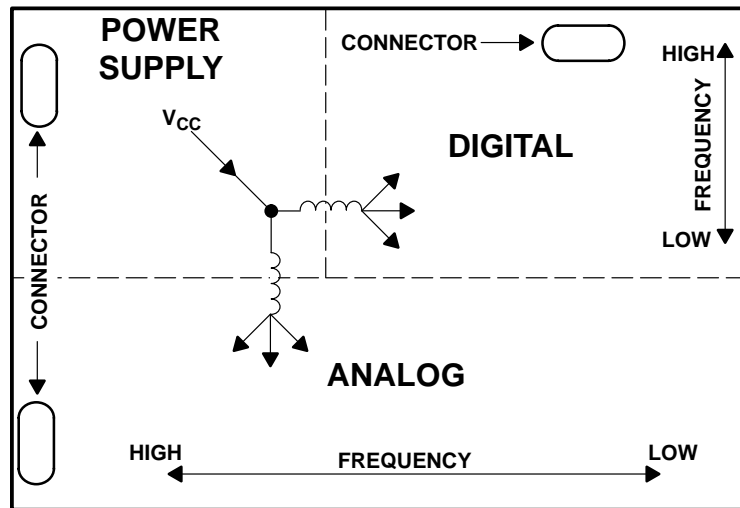 POWER
SUPPLY
CONNECTOR
HIGH
FREQUENCY
LOW
VCC
DIGITAL
CONNECTOR
ANALOG
HIGH
FREQUENCY
LOW